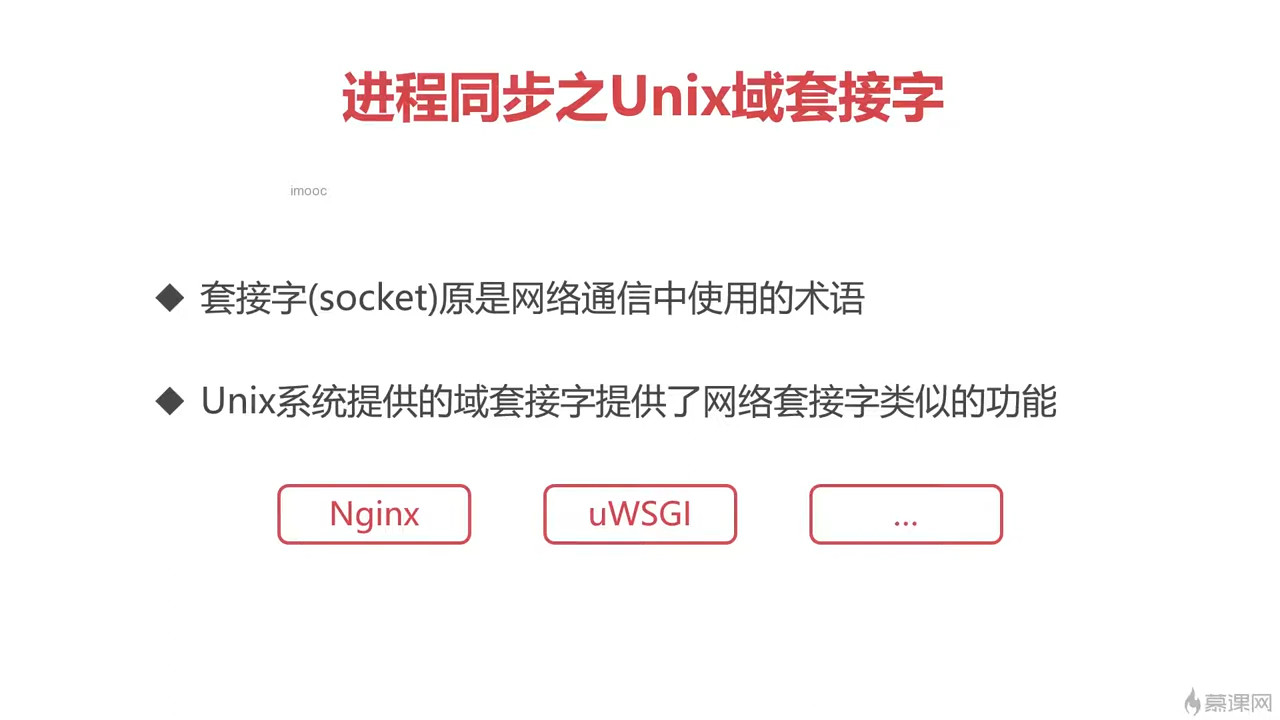 进程同步之Unix域套接字
imooc
◆ 套接字(socket)原是网络通信中使用的术语
◆ Unix系统提供的域套接字提供了网络套接字类似的功能
Nginx
uWSGI
...
慕课网